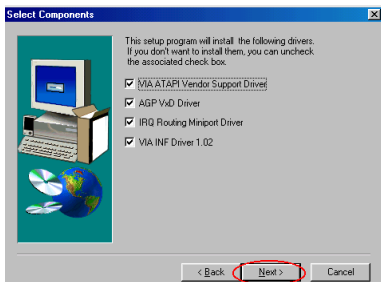 Select Components
This setup program will install the following drivers.
If you don't want to install them, you can uncheck
the associated check box.
VIA ATAPI Vendor Support Driver
AGP VxD Driver
IRQ Routing Miniport Driver
VIA INF Driver 1.02
< Back
Next >
Cancel